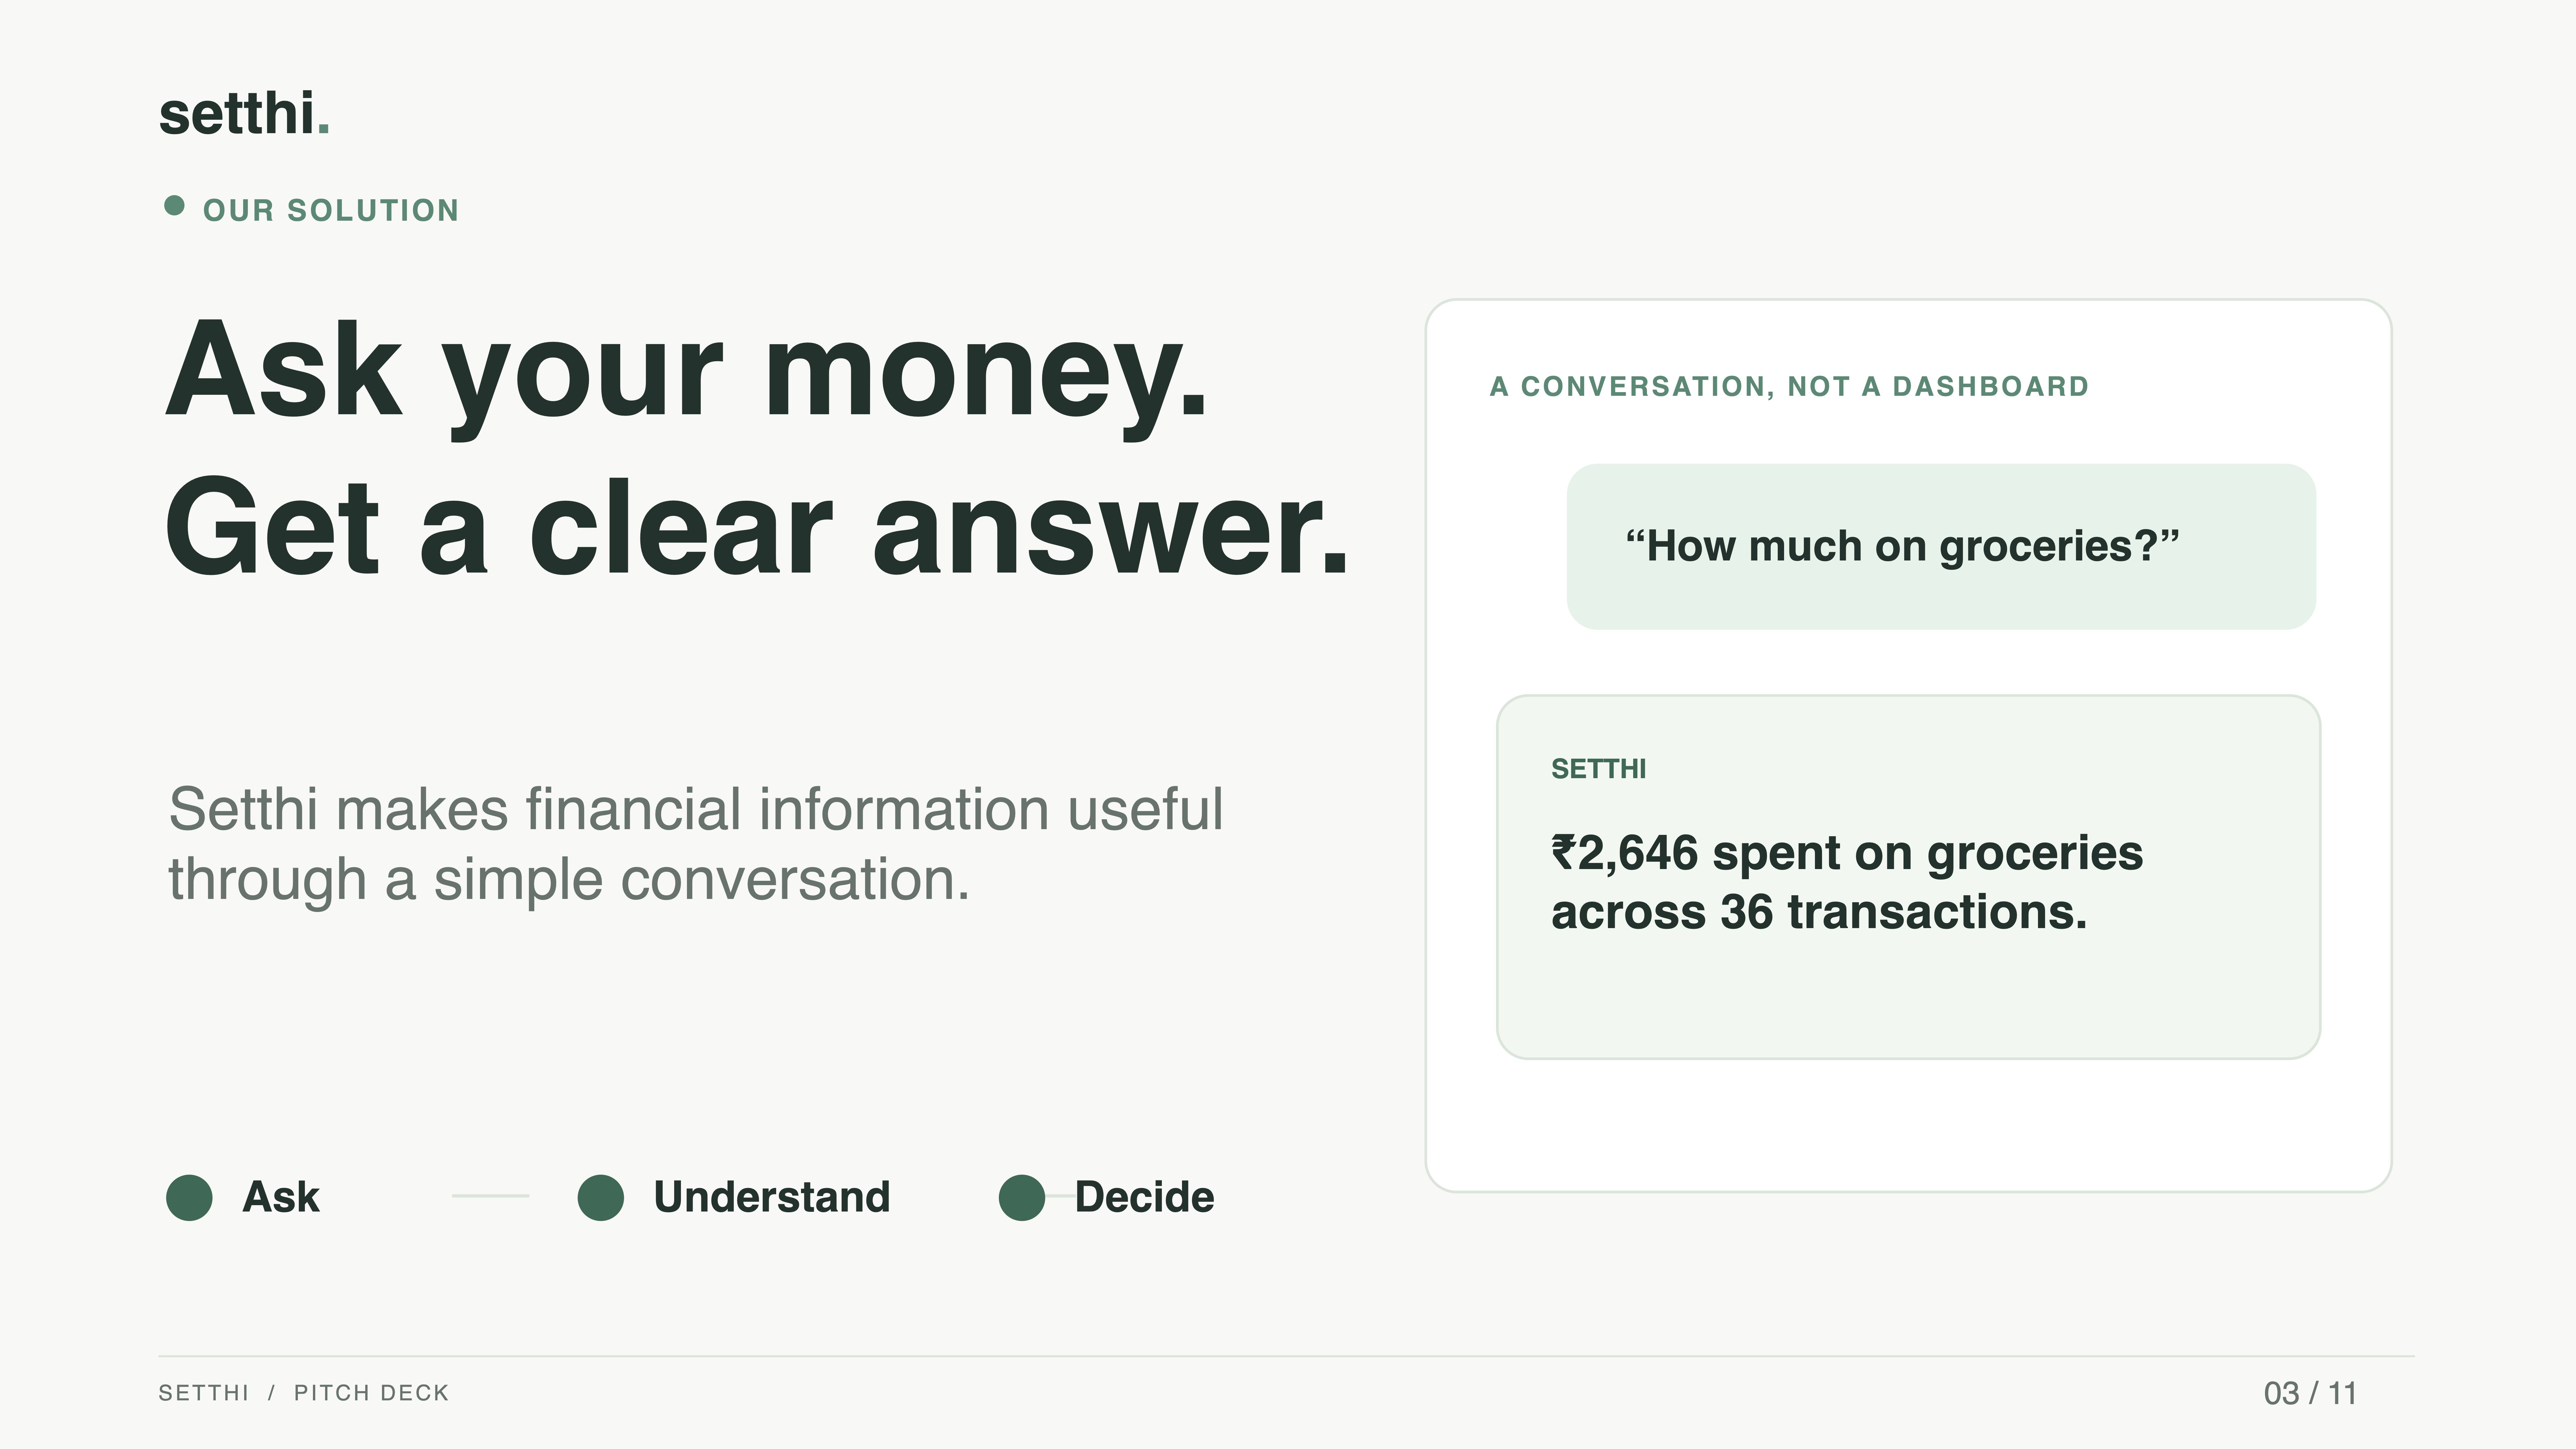 setthi.
OUR SOLUTION
Ask your money.
Get a clear answer.
Setthi makes financial information useful
through a simple conversation.
Ask
Understand
Decide
A CONVERSATION, NOT A DASHBOARD
“How much on groceries?”
SETTHI
₹2,646 spent on groceries
across 36 transactions.
SETTHI / PITCH DECK
03 / 11